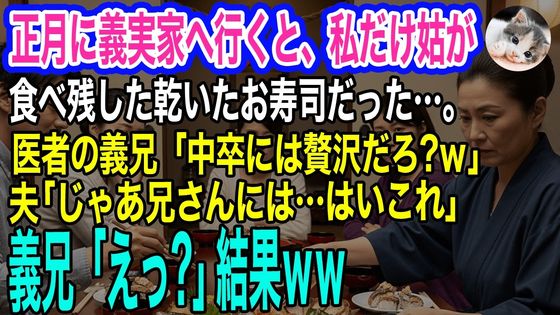 正月に義実家へ行くと、私だけ姑が
食べ残した乾いたお寿司だった…。
医者の義兄「中卒には贅沢だろ?w」
夫「じゃあ兄さんには…はいこれ」
義兄「えっ?」結果ww